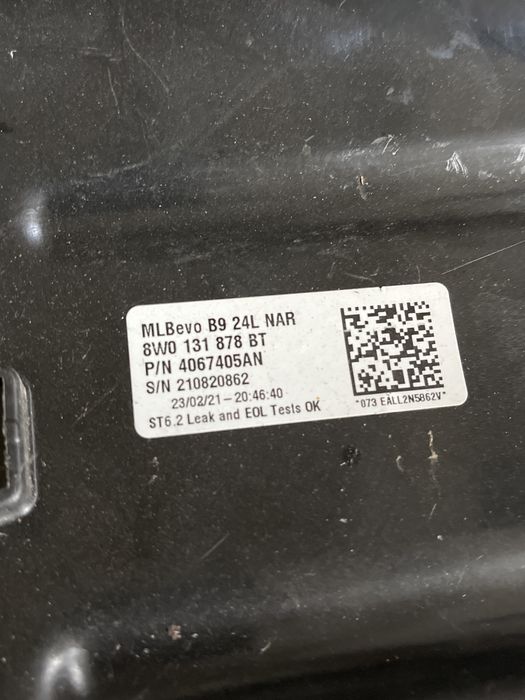 MLBevo B9 24L NAR
8W0 131 878 BT
P/N 4067405AN
S/N 210820862
23/02/21 – 20:46:40
ST6.2 Leak and EOL Tests OK
*073 EALL2N5862V*